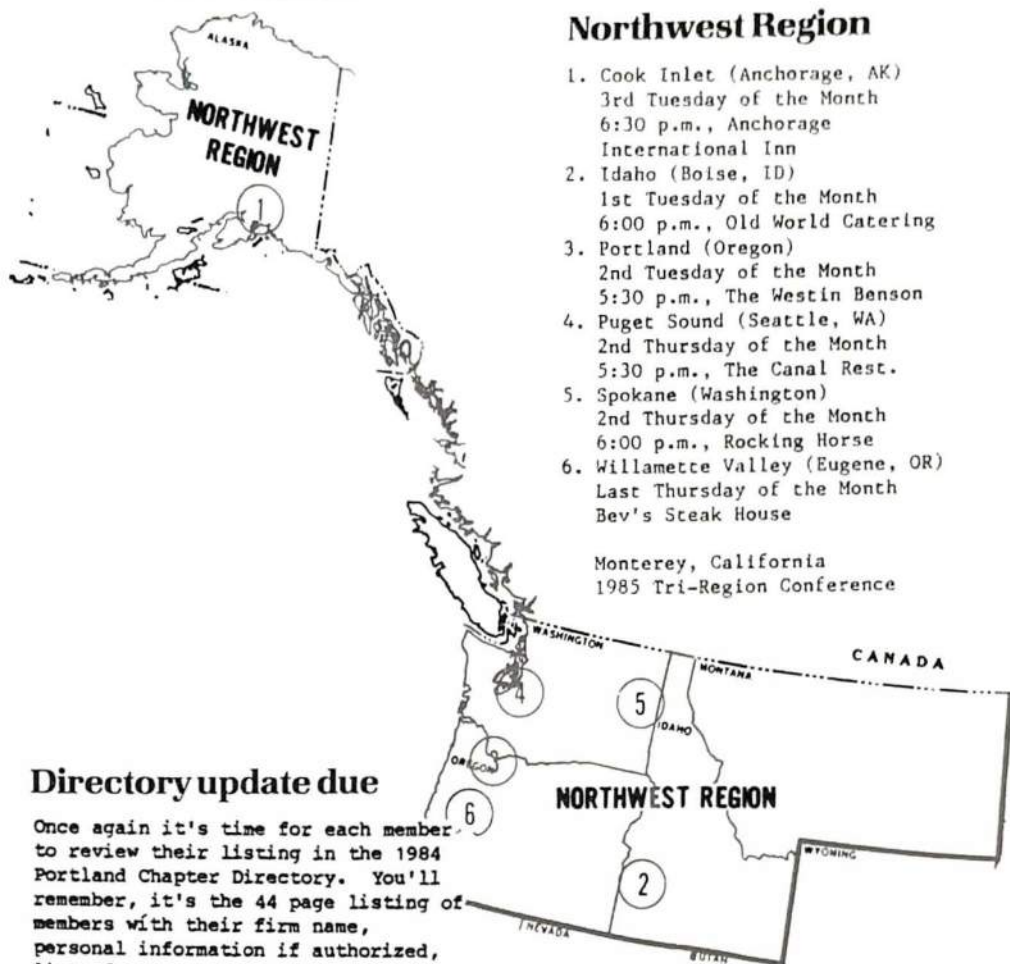 Northwest Region
1. Cook Inlet (Anchorage, AK)
3rd Tuesday of the Month
6:30 p.m., Anchorage
International Inn
2. Idaho (Boise, ID)
1st Tuesday of the Month
6:00 p.m., Old World Catering
3. Portland (Oregon)
2nd Tuesday of the Month
5:30 p.m., The Westin Benson
4. Puget Sound (Seattle, WA)
2nd Thursday of the Month
5:30 p.m., The Canal Rest.
5. Spokane (Washington)
2nd Thursday of the Month
6:00 p.m., Rocking Horse
6. Willamette Valley (Eugene, OR)
Last Thursday of the Month
Bev's Steak House
Monterey, California
1985 Tri-Region Conference
ALASKA
NORTHWEST
REGION
1
WASHINGTON
MONTANA
CANADA
4
5
IDAHO
OREGON
3
NORTHWEST REGION
6
WYOMING
2
NEVADA
UTAH
Directory update due
Once again it's time for each member
to review their listing in the 1984
Portland Chapter Directory. You'll
remember, it's the 44 page listing of
members with their firm name,
personal information if authorized,